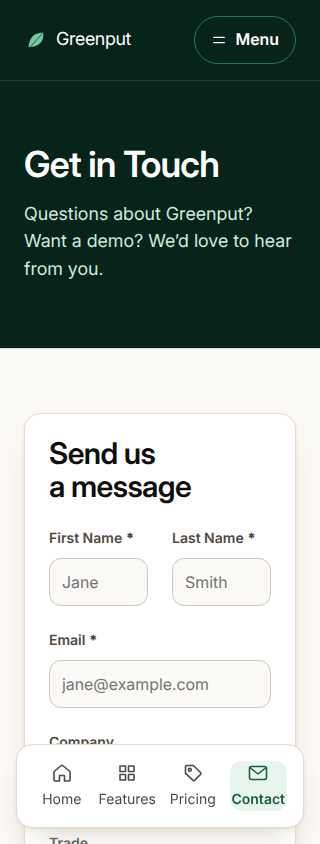 Greenput
Menu
Get in Touch
Questions about Greenput?
Want a demo? We’d love to hear
from you.
Send us
a message
First Name *
Last Name *
Jane
Smith
Email *
jane@example.com
Company
Home
Features
Pricing
Contact
Trade